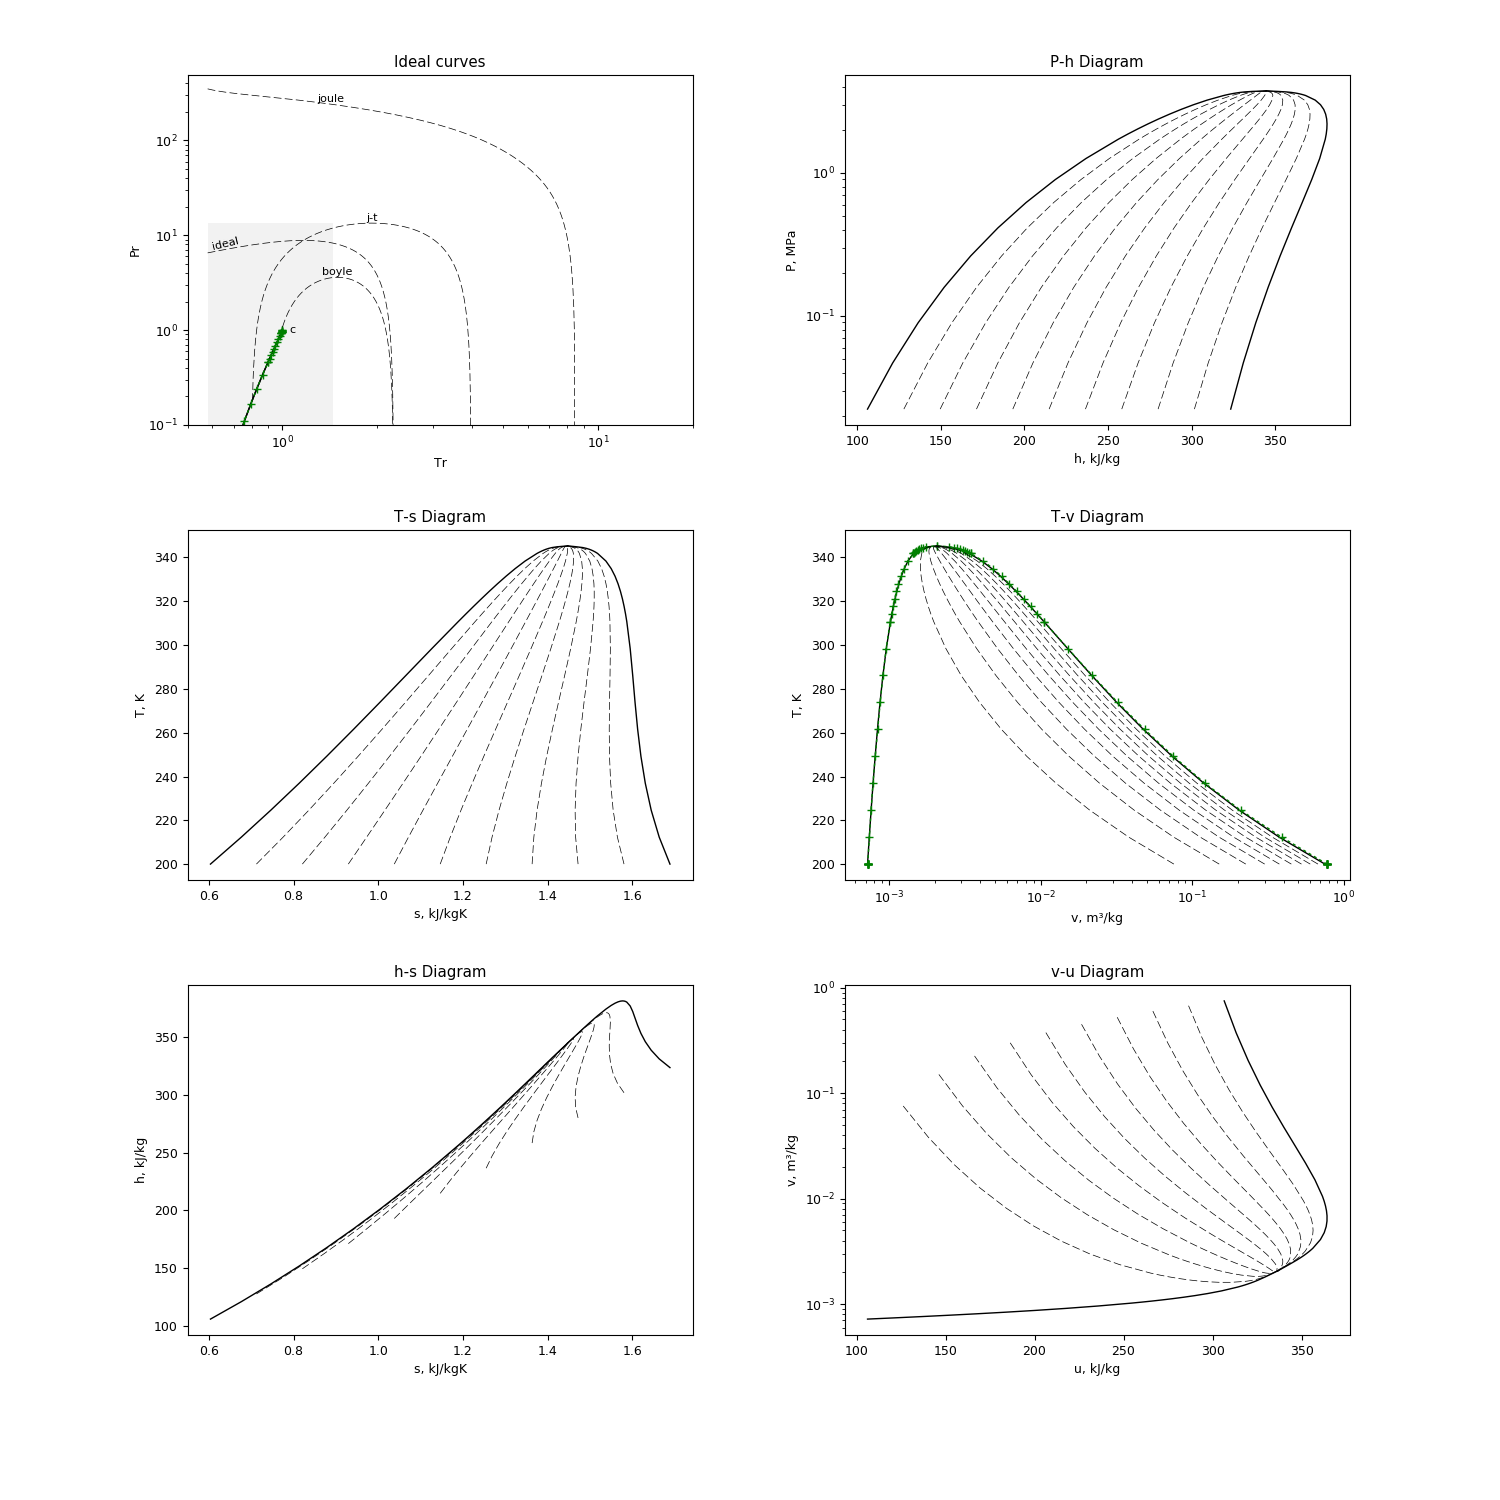 Ideal curves
Pr
10²
10¹
10⁰
10⁻¹
joule
j-t
ideal
boyle
c
10⁰ 10¹
Tr
P-h Diagram
P, MPa
10⁰
10⁻¹
100 150 200 250 300 350
h, kJ/kg
T-s Diagram
T, K
340
320
300
280
260
240
220
200
0.6 0.8 1.0 1.2 1.4 1.6
s, kJ/kgK
T-v Diagram
T, K
340
320
300
280
260
240
220
200
10⁻³ 10⁻² 10⁻¹ 10⁰
v, m³/kg
h-s Diagram
h, kJ/kg
350
300
250
200
150
100
0.6 0.8 1.0 1.2 1.4 1.6
s, kJ/kgK
v-u Diagram
v, m³/kg
10⁰
10⁻¹
10⁻²
10⁻³
100 150 200 250 300 350
u, kJ/kg